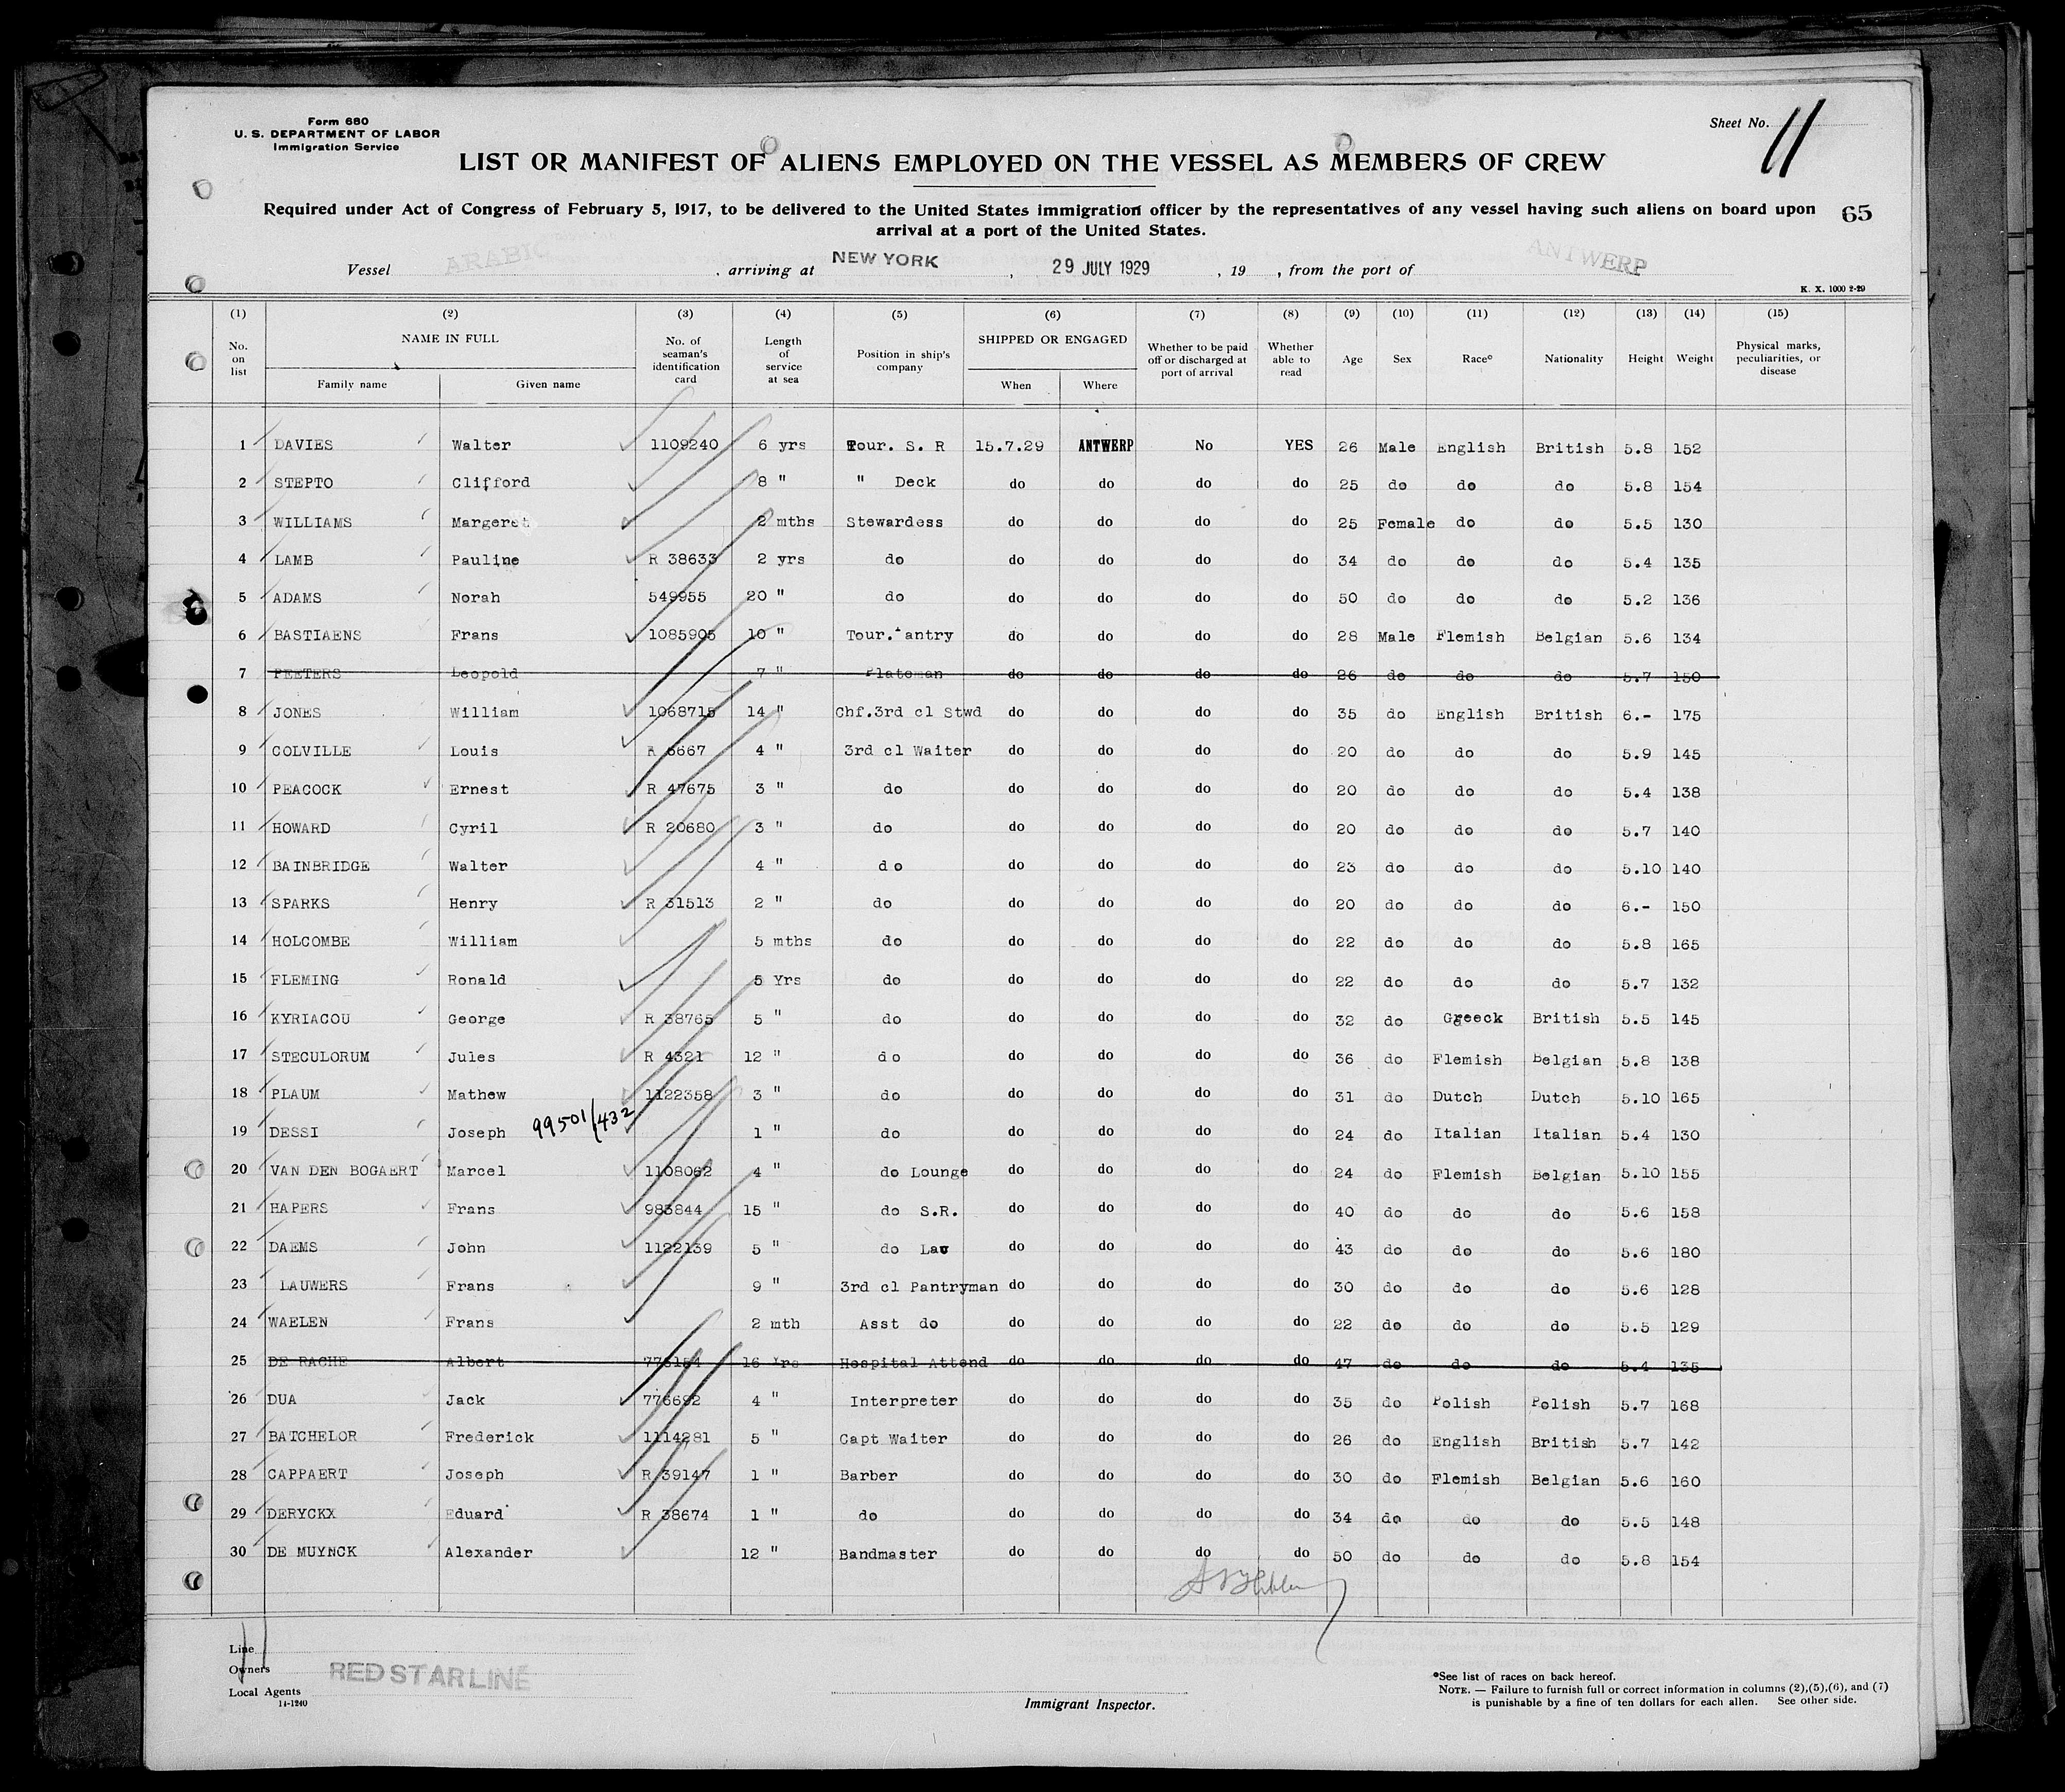 Form 680
U. S. DEPARTMENT OF LABOR
Immigration Service
Sheet No. 11
LIST OR MANIFEST OF ALIENS EMPLOYED ON THE VESSEL AS MEMBERS OF CREW
Required under Act of Congress of February 5, 1917, to be delivered to the United States immigration officer by the representatives of any vessel having such aliens on board upon
arrival at a port of the United States.
65
Vessel ARABIC , arriving at NEW YORK , 29 JULY 1929 , 19 , from the port of ANTWERP
K. X. 1000 2-29
(1) (2) (3) (4) (5) (6) (7) (8) (9) (10) (11) (12) (13) (14) (15)
No. on list NAME IN FULL Family name Given name No. of seaman's identification card Length of service at sea Position in ship's company SHIPPED OR ENGAGED When Where Whether to be paid off or discharged at port of arrival Whether able to read Age Sex Race* Nationality Height Weight Physical marks, peculiarities, or disease
1 DAVIES Walter 1109240 6 yrs Tour. S. R 15.7.29 ANTWERP No YES 26 Male English British 5.8 152
2 STEPTO Clifford 8 " " Deck do do do do 25 do do do 5.8 154
3 WILLIAMS Margeret 2 mths Stewardess do do do do 25 Female do do 5.5 130
4 LAMB Pauline R 38633 2 yrs do do do do do 34 do do do 5.4 135
5 ADAMS Norah 549955 20 " do do do do do 50 do do do 5.2 136
6 BASTIAENS Frans 1085905 10 " Tour. antry do do do do 28 Male Flemish Belgian 5.6 134
7 PEETERS Leopold 7 " Plateman do do do do 26 do do do 5.7 150
8 JONES William 1068715 14 " Chf.3rd cl Stwd do do do do 35 do English British 6.- 175
9 COLVILLE Louis R 6667 4 " 3rd cl Waiter do do do do 20 do do do 5.9 145
10 PEACOCK Ernest R 47675 3 " do do do do do 20 do do do 5.4 138
11 HOWARD Cyril R 20680 3 " do do do do do 20 do do do 5.7 140
12 BAINBRIDGE Walter 4 " do do do do do 23 do do do 5.10 140
13 SPARKS Henry R 31513 2 " do do do do do 20 do do do 6.- 150
14 HOLCOMBE William 5 mths do do do do do 22 do do do 5.8 165
15 FLEMING Ronald 5 Yrs do do do do do 22 do do do 5.7 132
16 KYRIACOU George R 38765 5 " do do do do do 32 do Greeck British 5.5 145
17 STECULORUM Jules R 4321 12 " do do do do do 36 do Flemish Belgian 5.8 138
18 PLAUM Mathew 1122358 3 " do do do do do 31 do Dutch Dutch 5.10 165
19 DESSI Joseph 99501/432 1 " do do do do do 24 do Italian Italian 5.4 130
20 VAN DEN BOGAERT Marcel 1108062 4 " do Lounge do do do do 24 do Flemish Belgian 5.10 155
21 HAPERS Frans 983844 15 " do S.R. do do do do 40 do do do 5.6 158
22 DAEMS John 1122139 5 " do Lav do do do do 43 do do do 5.6 180
23 LAUWERS Frans 9 " 3rd cl Pantryman do do do do 30 do do do 5.6 128
24 WAELEN Frans 2 mth Asst do do do do do 22 do do do 5.5 129
25 DE RACHE Albert 776154 16 Yrs Hospital Attend do do do do 47 do do do 5.4 135
26 DUA Jack 776692 4 " Interpreter do do do do 35 do Polish Polish 5.7 168
27 BATCHELOR Frederick 1114281 5 " Capt Waiter do do do do 26 do English British 5.7 142
28 CAPPAERT Joseph R 39147 1 " Barber do do do do 30 do Flemish Belgian 5.6 160
29 DERYCKX Eduard R 38674 1 " do do do do do 34 do do do 5.5 148
30 DE MUYNCK Alexander 12 " Bandmaster do do do do 50 do do do 5.8 154
Line 11
Owners RED STAR LINE
Local Agents
14-1240
Immigrant Inspector.
*See list of races on back hereof.
NOTE. — Failure to furnish full or correct information in columns (2),(5),(6), and (7)
is punishable by a fine of ten dollars for each alien. See other side.